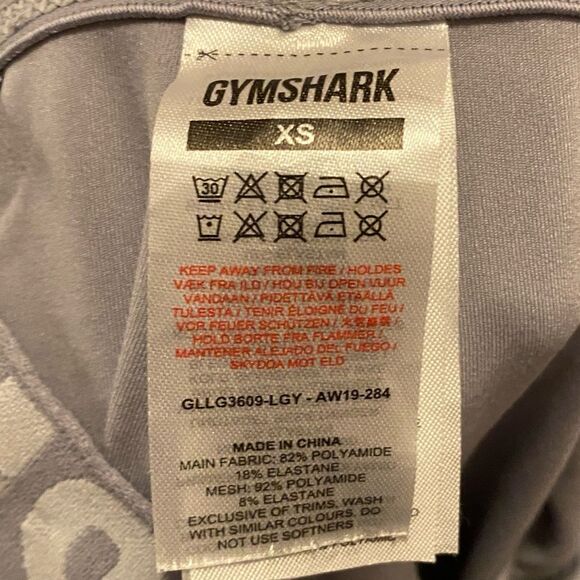 GYMSHARK
XS
30
KEEP AWAY FROM FIRE / HOLDES
VÆK FRA ILD / HOU BIJ OPEN VUUR
VANDAAN / PIDETTÄVÄ ETÄÄLLÄ
TULESTA / TENIR ÉLOIGNÉ DU FEU /
VOR FEUER SCHÜTZEN /
HOLD BORTE FRA FLAMMER /
MANTENER ALEJADO DEL FUEGO /
SKYDDA MOT ELD
GLLG3609-LGY - AW19-284
MADE IN CHINA
MAIN FABRIC: 82% POLYAMIDE
18% ELASTANE
MESH: 92% POLYAMIDE
8% ELASTANE
EXCLUSIVE OF TRIMS. WASH
WITH SIMILAR COLOURS. DO
NOT USE SOFTNERS